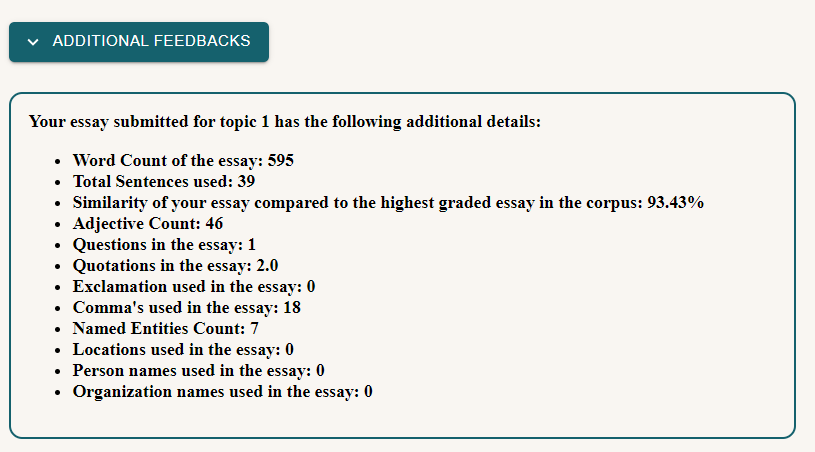 ADDITIONAL FEEDBACKS
Your essay submitted for topic 1 has the following additional details:
Word Count of the essay: 595
Total Sentences used: 39
Similarity of your essay compared to the highest graded essay in the corpus: 93.43%
Adjective Count: 46
Questions in the essay: 1
Quotations in the essay: 2.0
Exclamation used in the essay: 0
Comma's used in the essay: 18
Named Entities Count: 7
Locations used in the essay: 0
Person names used in the essay: 0
Organization names used in the essay: 0